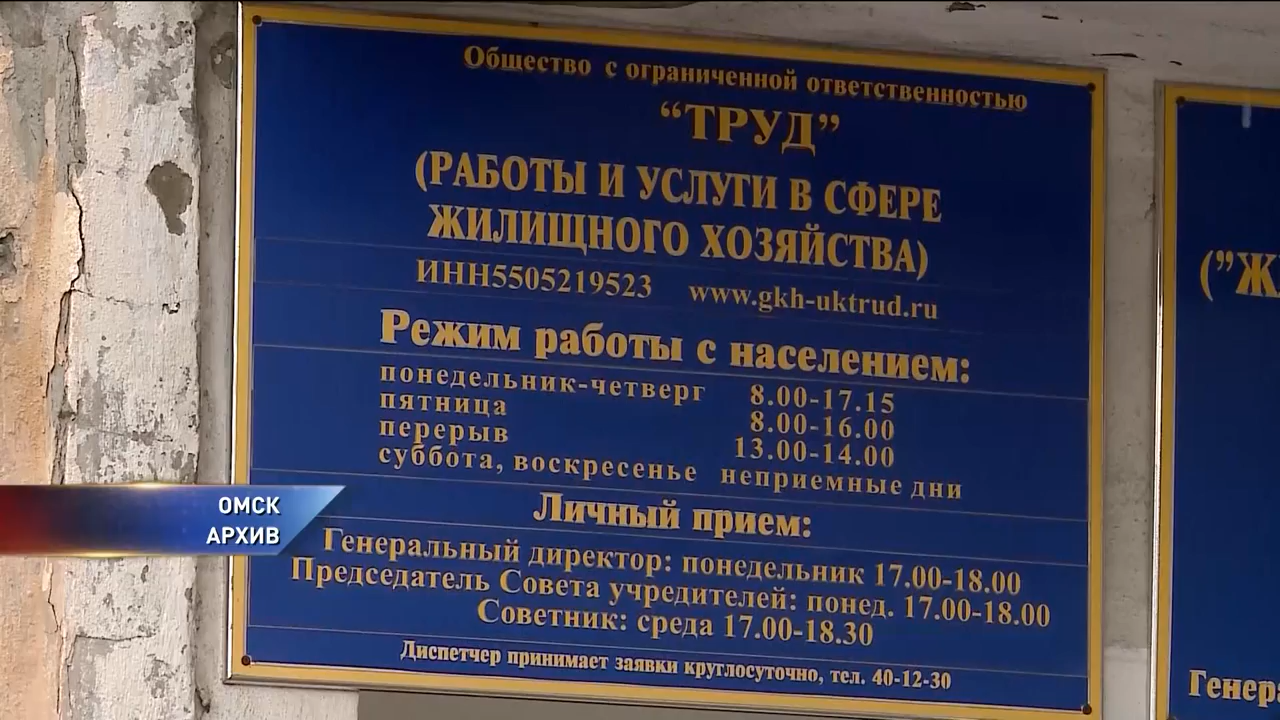 Общество с ограниченной ответственностью
“ТРУД”
(РАБОТЫ И УСЛУГИ В СФЕРЕ
ЖИЛИЩНОГО ХОЗЯЙСТВА)
ИНН5505219523 www.gkh-uktrud.ru
Режим работы с населением:
понедельник-четверг 8.00-17.15
пятница 8.00-16.00
перерыв 13.00-14.00
суббота, воскресенье неприемные дни
Личный прием:
Генеральный директор: понедельник 17.00-18.00
Председатель Совета учредителей: понед. 17.00-18.00
Советник: среда 17.00-18.30
Диспетчер принимает заявки круглосуточно, тел. 40-12-30
ОМСК
АРХИВ